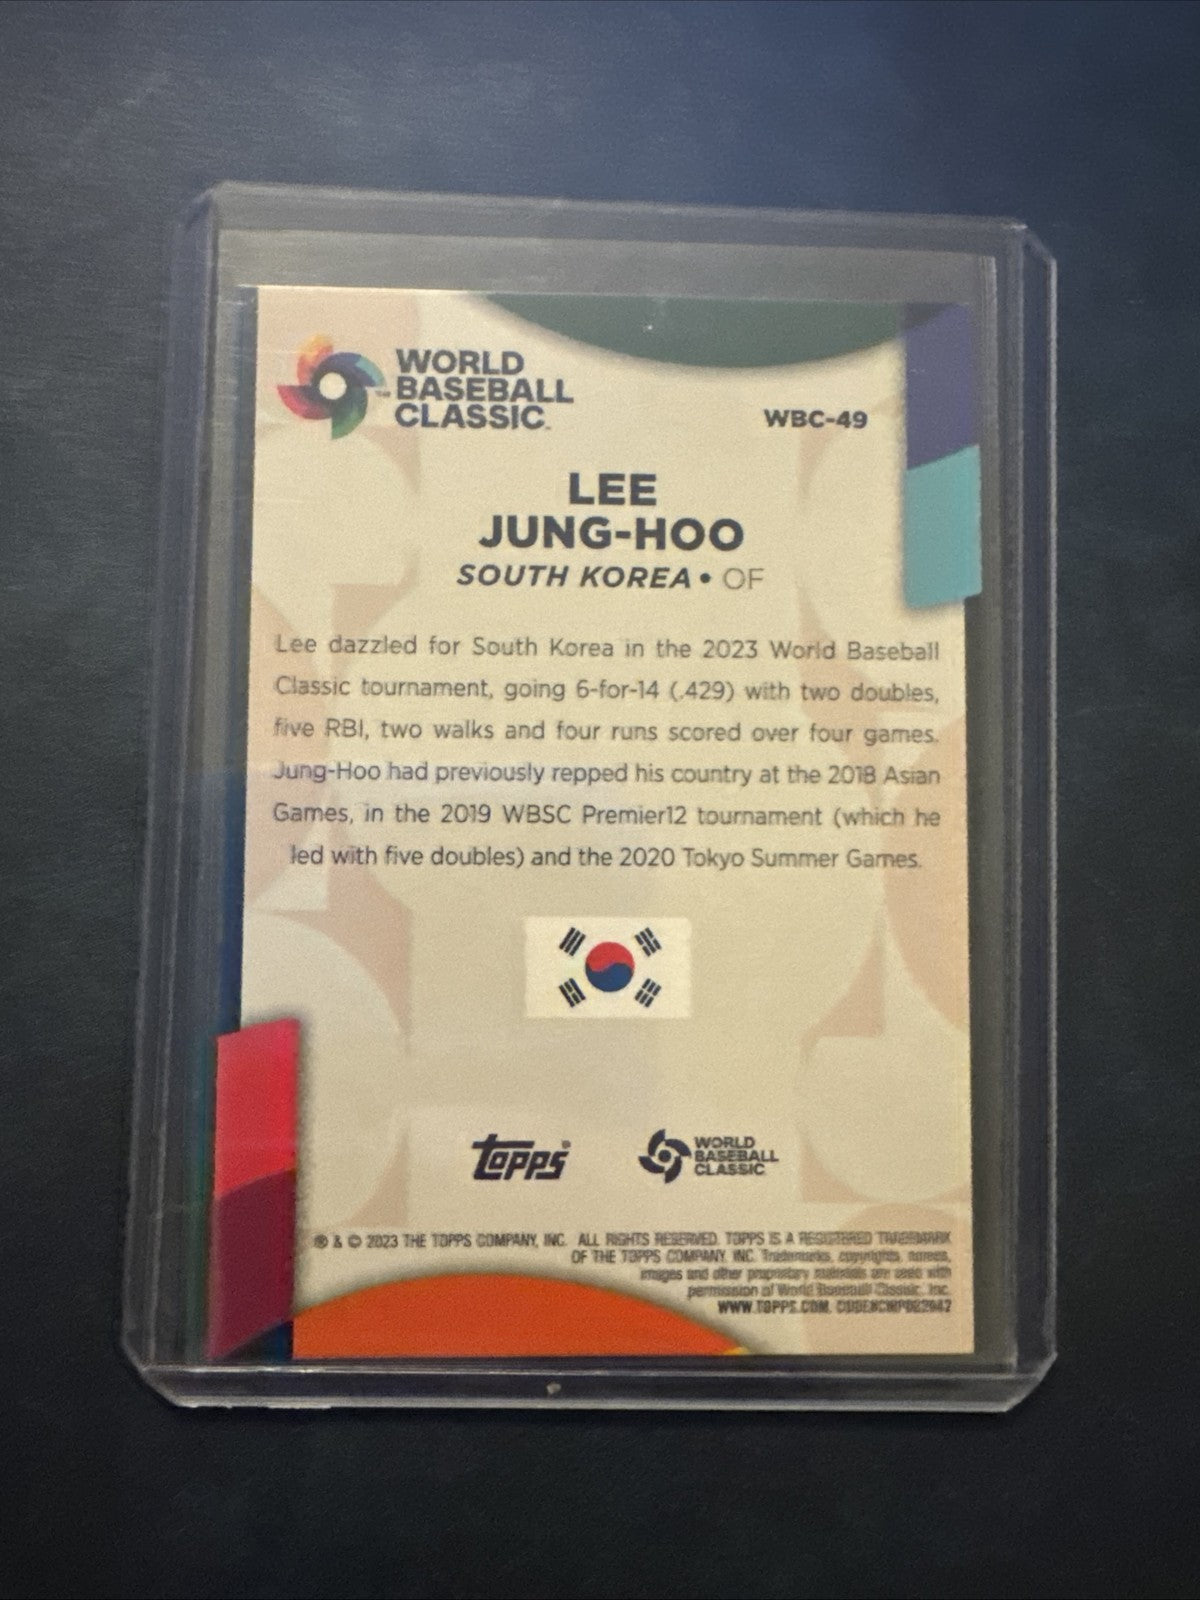 WORLD
BASEBALL
CLASSIC
WBC-49
LEE
JUNG-HOO
SOUTH KOREA • OF
Lee dazzled for South Korea in the 2023 World Baseball
Classic tournament, going 6-for-14 (.429) with two doubles,
five RBI, two walks and four runs scored over four games.
Jung-Hoo had previously repped his country at the 2018 Asian
Games, in the 2019 WBSC Premier12 tournament (which he
led with five doubles) and the 2020 Tokyo Summer Games.
Topps®
WORLD
BASEBALL
CLASSIC
® & © 2023 THE TOPPS COMPANY, INC. ALL RIGHTS RESERVED. TOPPS IS A REGISTERED TRADEMARK
OF THE TOPPS COMPANY, INC. Trademarks, copyrights, names,
images and other proprietary materials are used with
permission of World Baseball Classic, Inc.
WWW.TOPPS.COM.